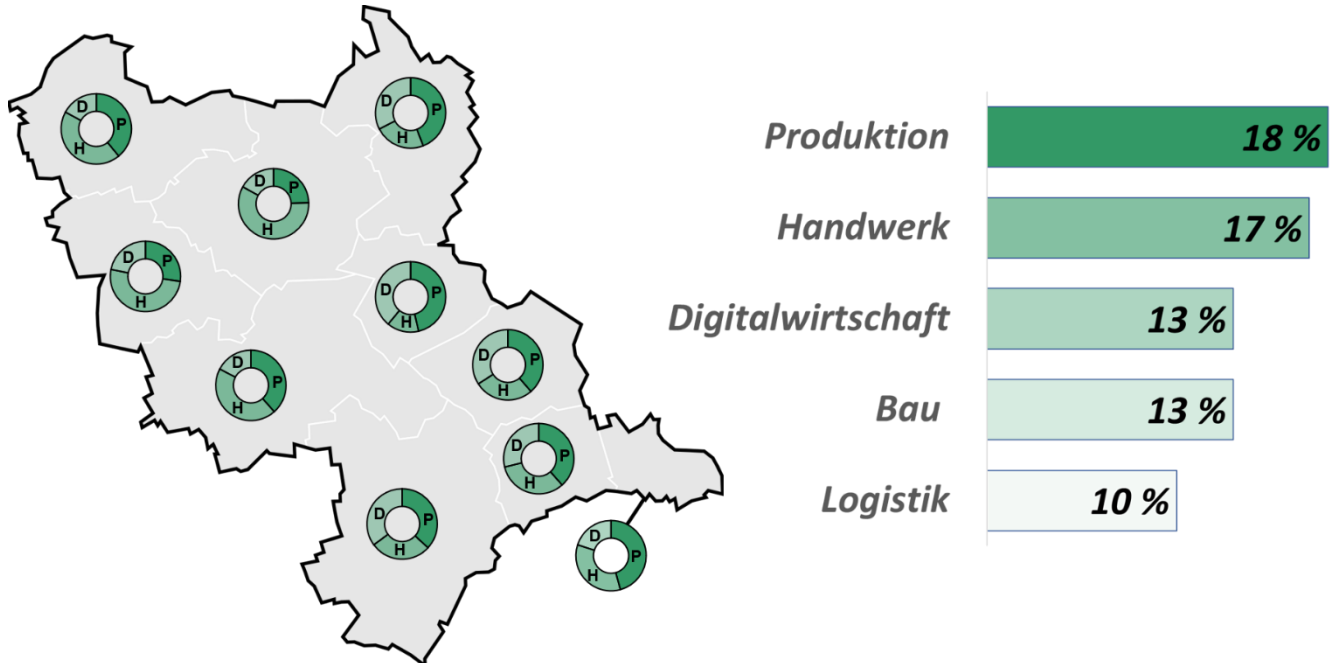 D P H
D P H
D P H
D P H
D P H
D P H
D P H
D P H
D P H
D P H
Produktion 18 %
Handwerk 17 %
Digitalwirtschaft 13 %
Bau 13 %
Logistik 10 %